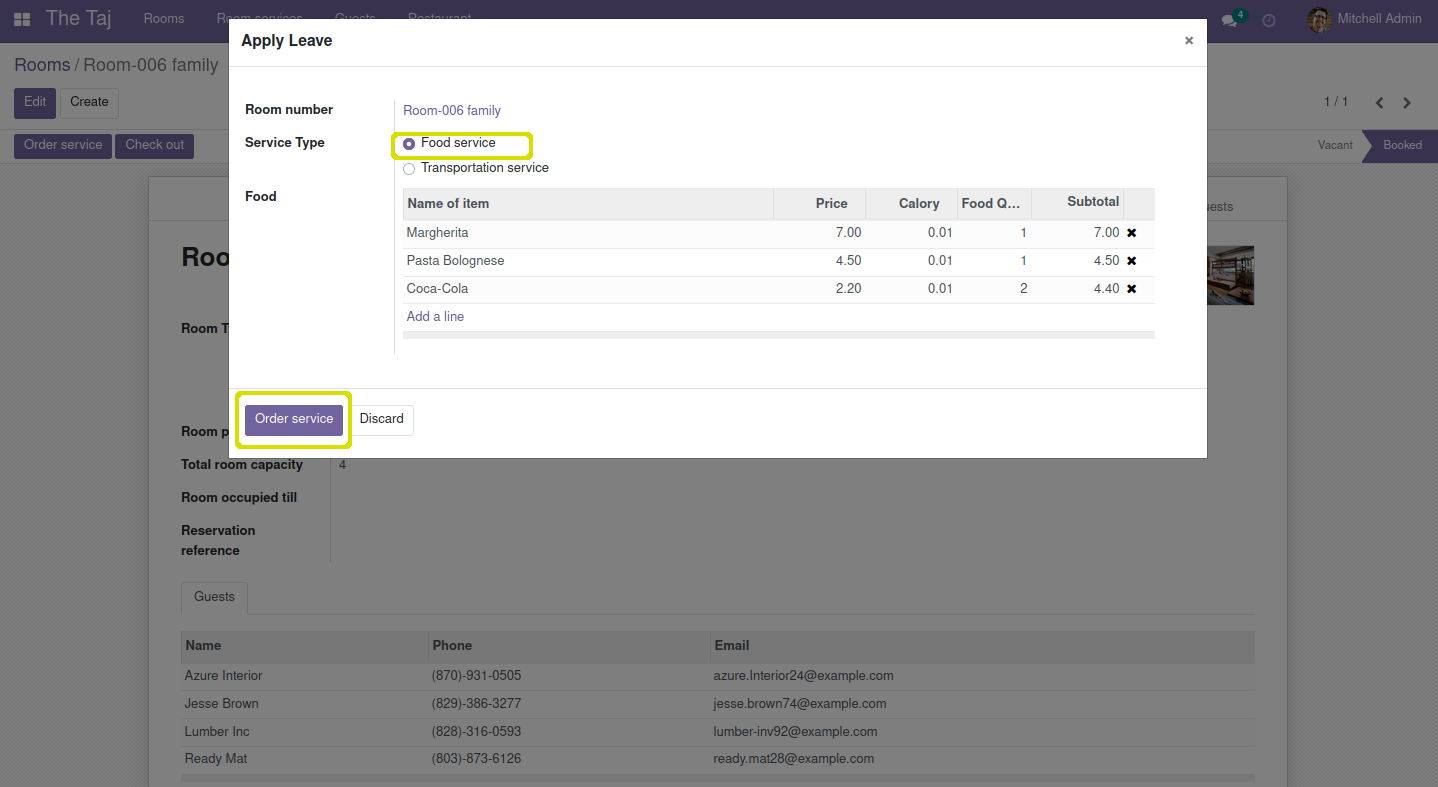 The Taj Rooms Room services Guests Restaurant 4 Mitchell Admin
Apply Leave ×
Rooms / Room-006 family
Edit Create 1 / 1
Order service Check out Vacant Booked
Room number Room-006 family
Service Type Food service
Transportation service
Food
Name of item Price Calory Food Q... Subtotal
Margherita 7.00 0.01 1 7.00
Pasta Bolognese 4.50 0.01 1 4.50
Coca-Cola 2.20 0.01 2 4.40
Add a line
Order service Discard
Total room capacity 4
Room occupied till
Reservation
reference
Guests
Name Phone Email
Azure Interior (870)-931-0505 azure.Interior24@example.com
Jesse Brown (829)-386-3277 jesse.brown74@example.com
Lumber Inc (828)-316-0593 lumber-inv92@example.com
Ready Mat (803)-873-6126 ready.mat28@example.com